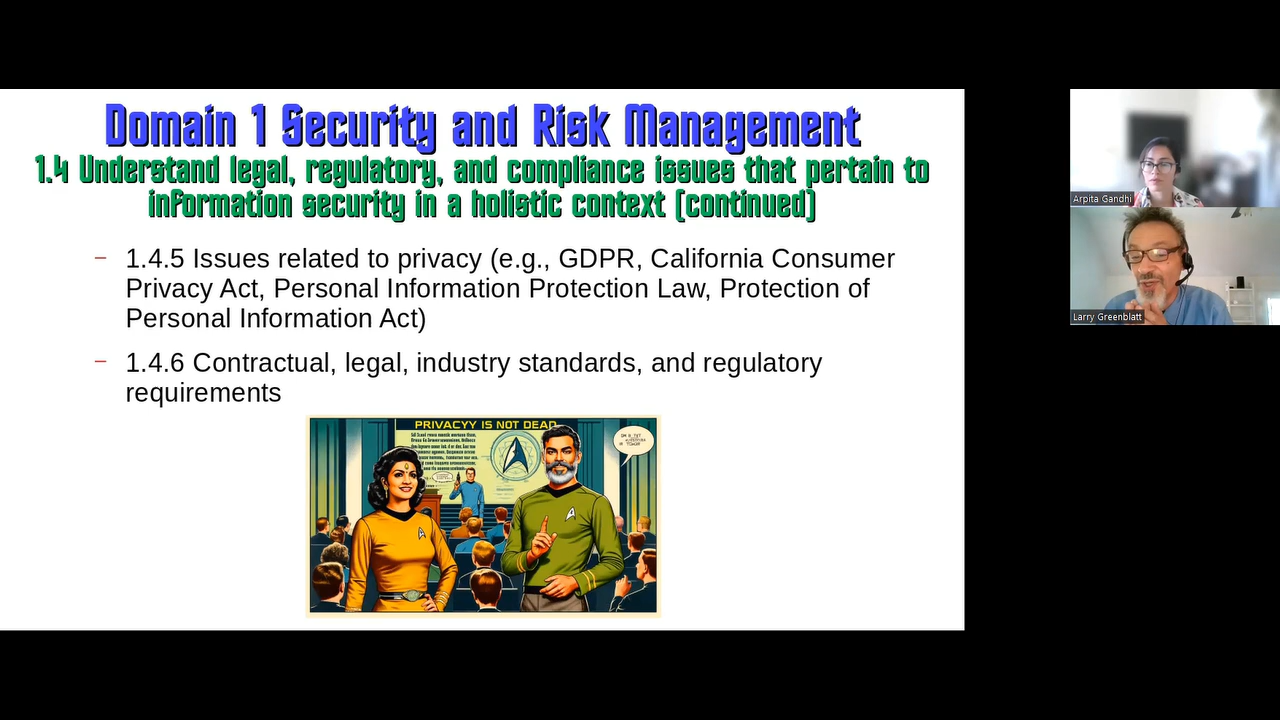 Domain 1 Security and Risk Management
1.4 Understand legal, regulatory, and compliance issues that pertain to
information security in a holistic context (continued)
– 1.4.5 Issues related to privacy (e.g., GDPR, California Consumer
Privacy Act, Personal Information Protection Law, Protection of
Personal Information Act)
– 1.4.6 Contractual, legal, industry standards, and regulatory
requirements
PRIVACYY IS NOT DEAD
Arpita Gandhi
Larry Greenblatt